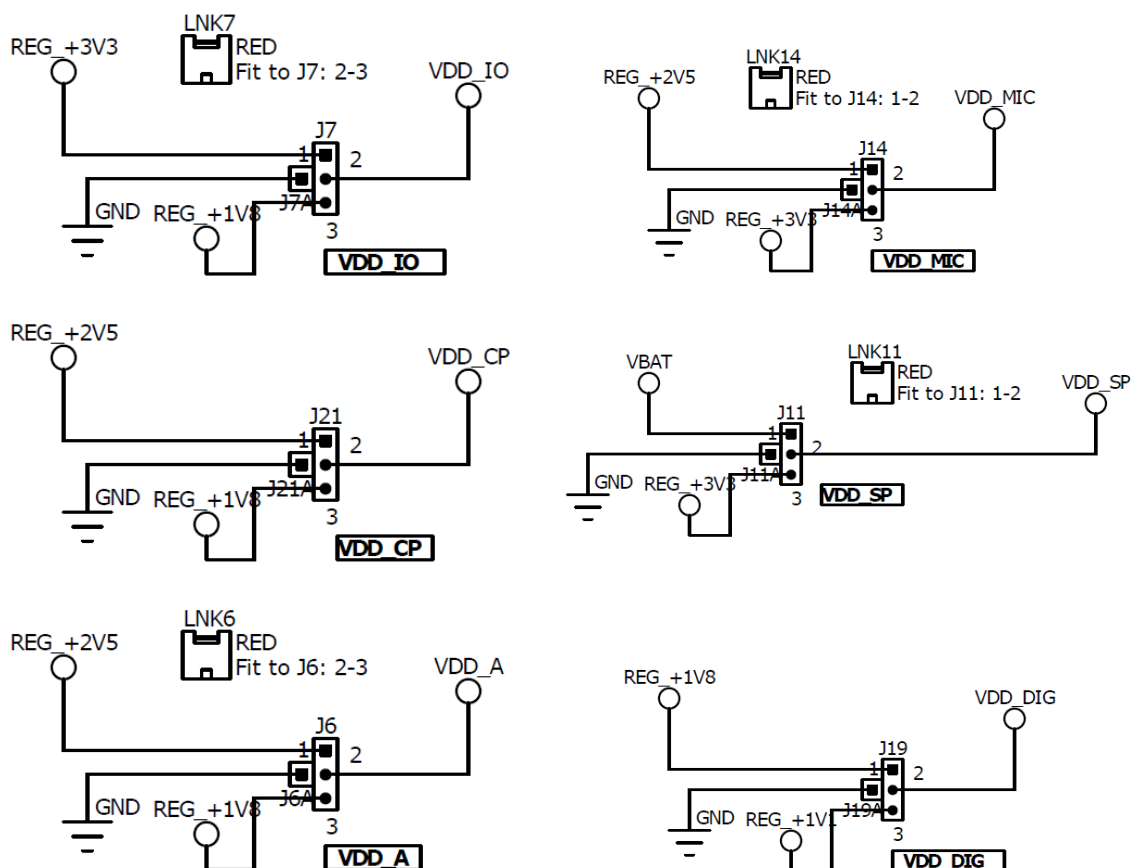 LNK7
REG_+3V3
RED
Fit to J7: 2-3
VDD_IO
J7
1
2
J7A
GND
REG_+1V8
3
VDD_IO
LNK14
REG_+2V5
RED
Fit to J14: 1-2
VDD_MIC
J14
1
2
J14A
GND
REG_+3V3
3
VDD_MIC
REG_+2V5
VDD_CP
J21
1
2
J21A
GND
REG_+1V8
3
VDD_CP
LNK11
VBAT
RED
Fit to J11: 1-2
VDD_SP
J11
1
2
J11A
GND
REG_+3V3
3
VDD_SP
LNK6
REG_+2V5
RED
Fit to J6: 2-3
VDD_A
J6
1
2
J6A
GND
REG_+1V8
3
VDD_A
REG_+1V8
VDD_DIG
J19
1
2
J19A
GND
REG_+1V1
3
VDD_DIG